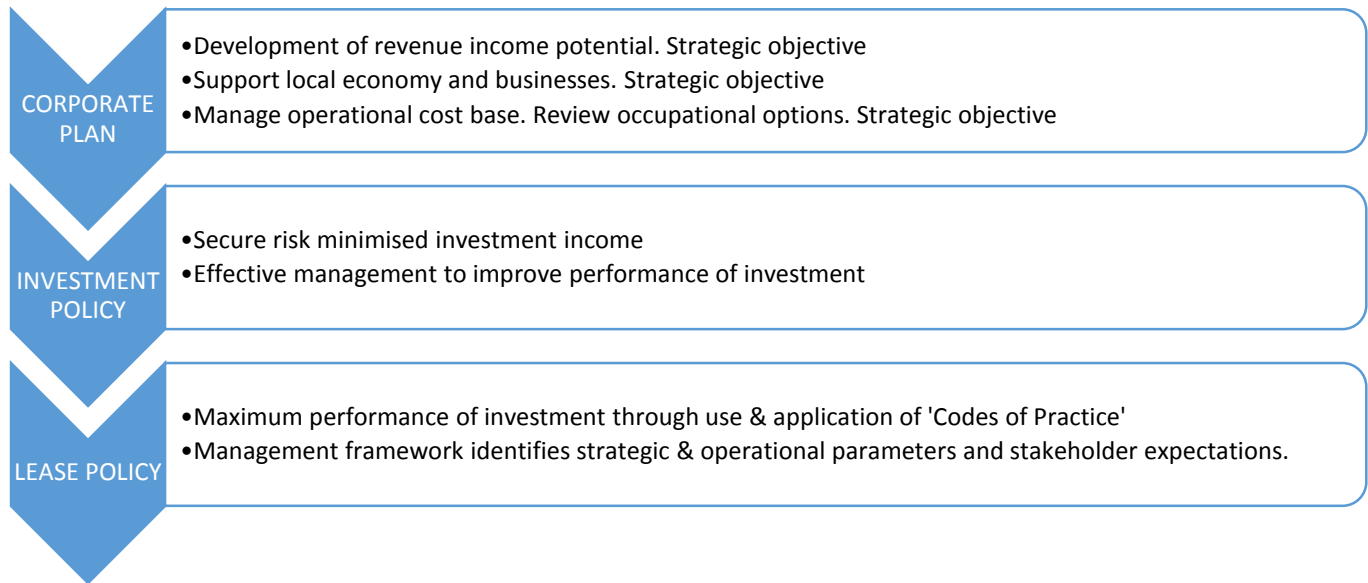 CORPORATE
PLAN
•Development of revenue income potential. Strategic objective
•Support local economy and businesses. Strategic objective
•Manage operational cost base. Review occupational options. Strategic objective
INVESTMENT
POLICY
•Secure risk minimised investment income
•Effective management to improve performance of investment
LEASE POLICY
•Maximum performance of investment through use & application of 'Codes of Practice'
•Management framework identifies strategic & operational parameters and stakeholder expectations.